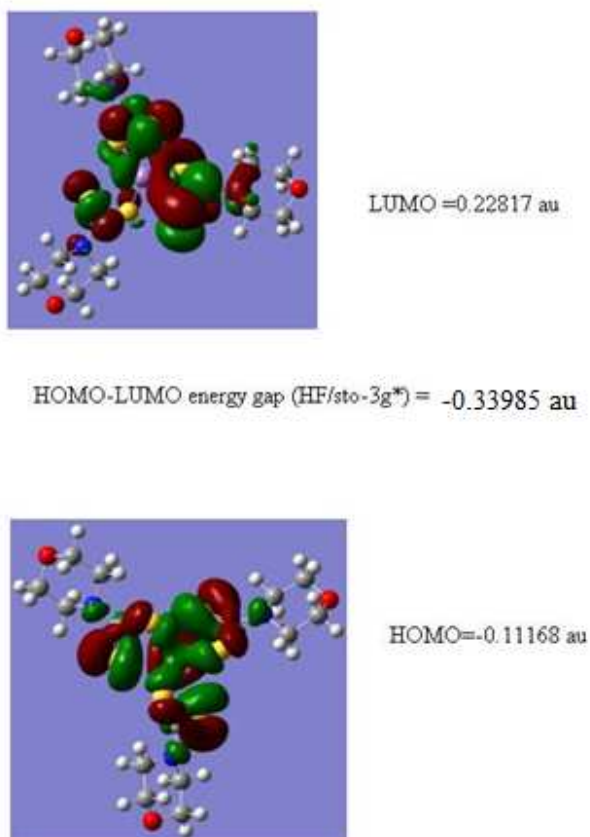 LUMO =0.22817 au
HOMO-LUMO energy gap (HF/sto-3g*) = -0.33985 au
HOMO=-0.11168 au